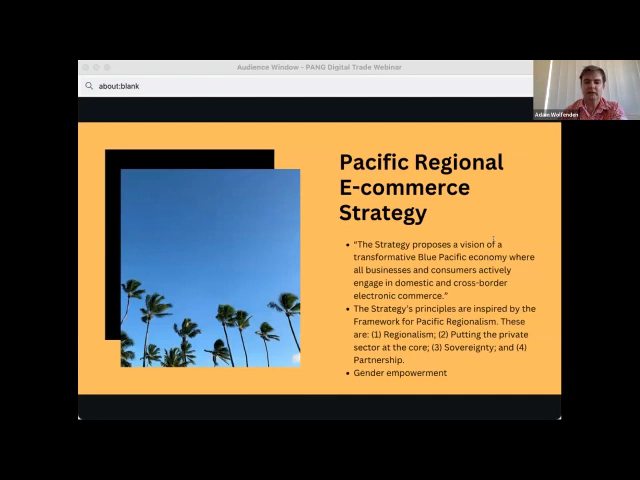 Audience Window - PANG Digital Trade Webinar
about:blank
Adam Wolfenden
Pacific Regional
E-commerce
Strategy
• “The Strategy proposes a vision of a
transformative Blue Pacific economy where
all businesses and consumers actively
engage in domestic and cross-border
electronic commerce.”
• The Strategy’s principles are inspired by the
Framework for Pacific Regionalism. These
are: (1) Regionalism; (2) Putting the private
sector at the core; (3) Sovereignty; and (4)
Partnership.
• Gender empowerment